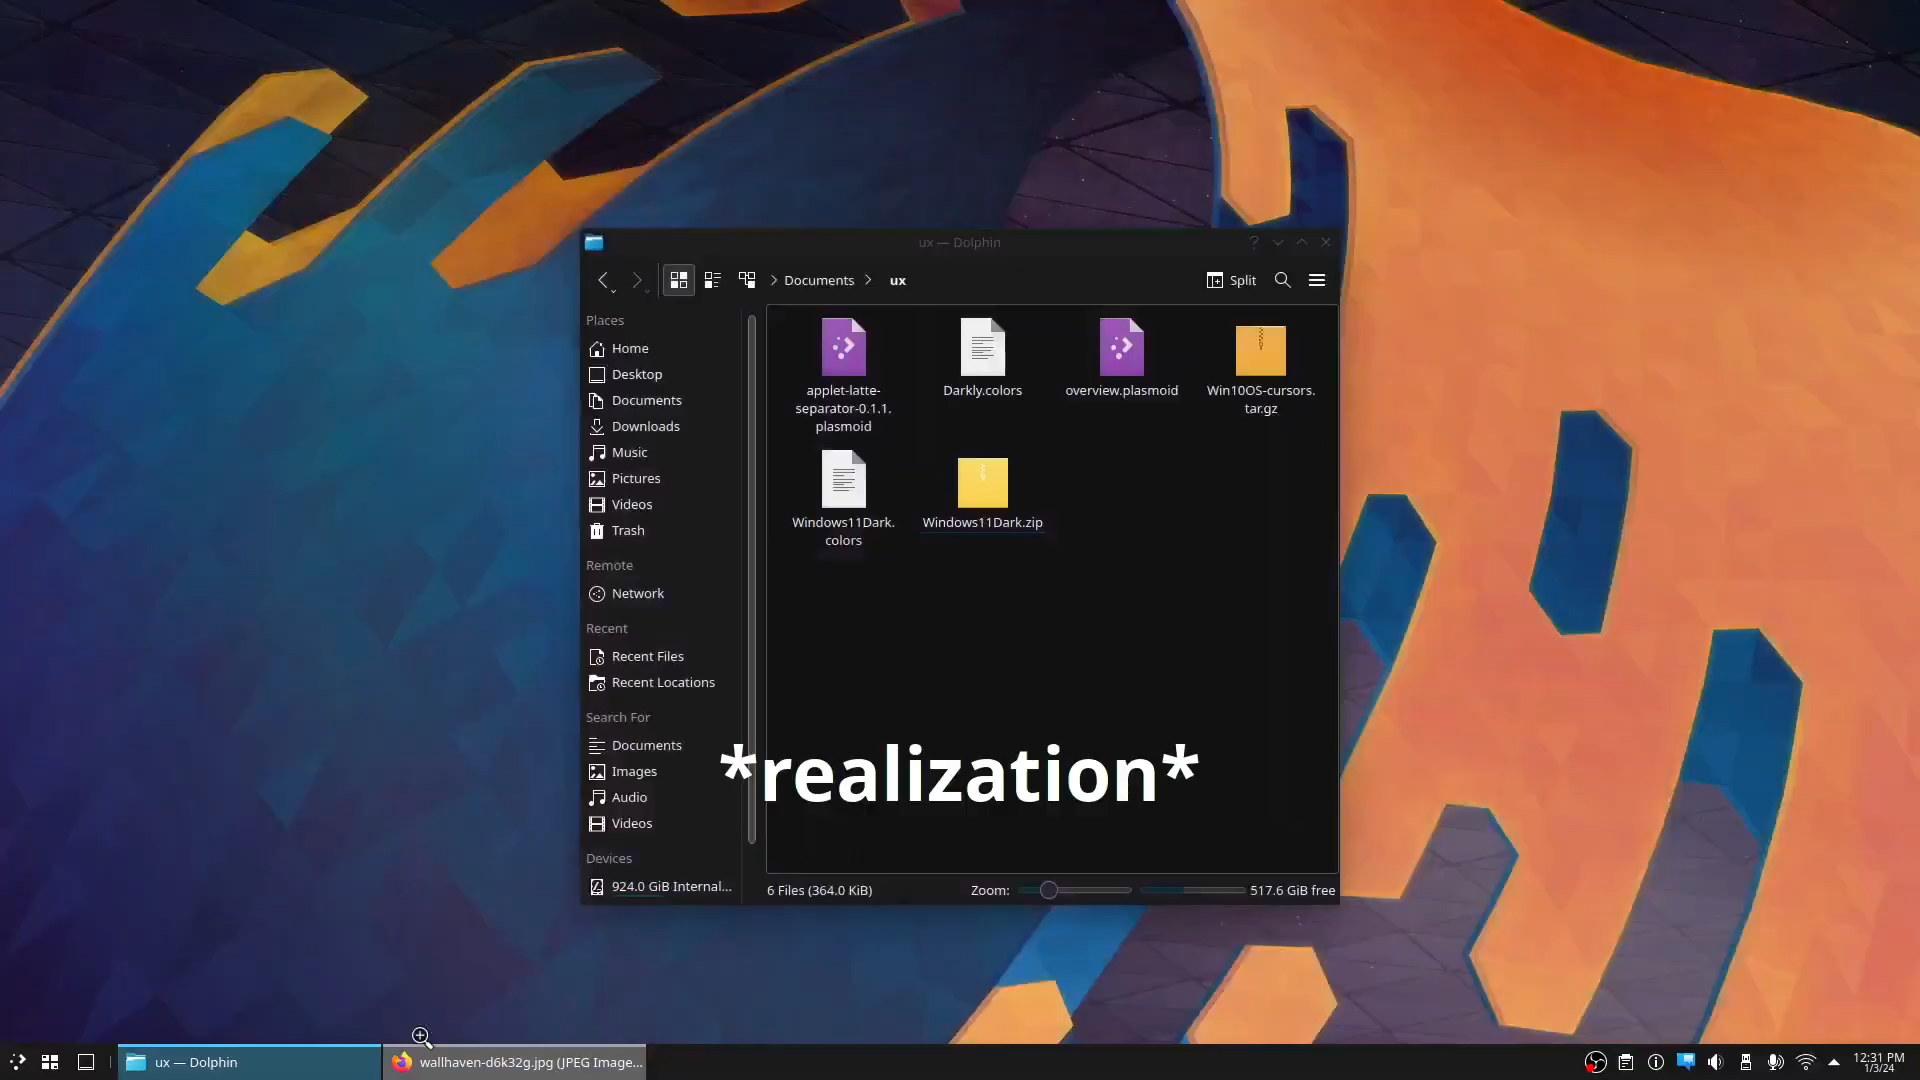 ux — Dolphin
Documents
ux
Split
Places
Home
Desktop
Documents
Downloads
Music
Pictures
Videos
Trash
Remote
Network
Recent
Recent Files
Recent Locations
Search For
Documents
Images
Audio
Videos
Devices
924.0 GiB Internal...
applet-latte-
separator-0.1.1.
plasmoid
Darkly.colors
overview.plasmoid
Win10OS-cursors.
tar.gz
Windows11Dark.
colors
Windows11Dark.zip
*realization*
6 Files (364.0 KiB)
Zoom:
517.6 GiB free
ux — Dolphin
wallhaven-d6k32g.jpg (JPEG Image...
12:31 PM
1/3/24